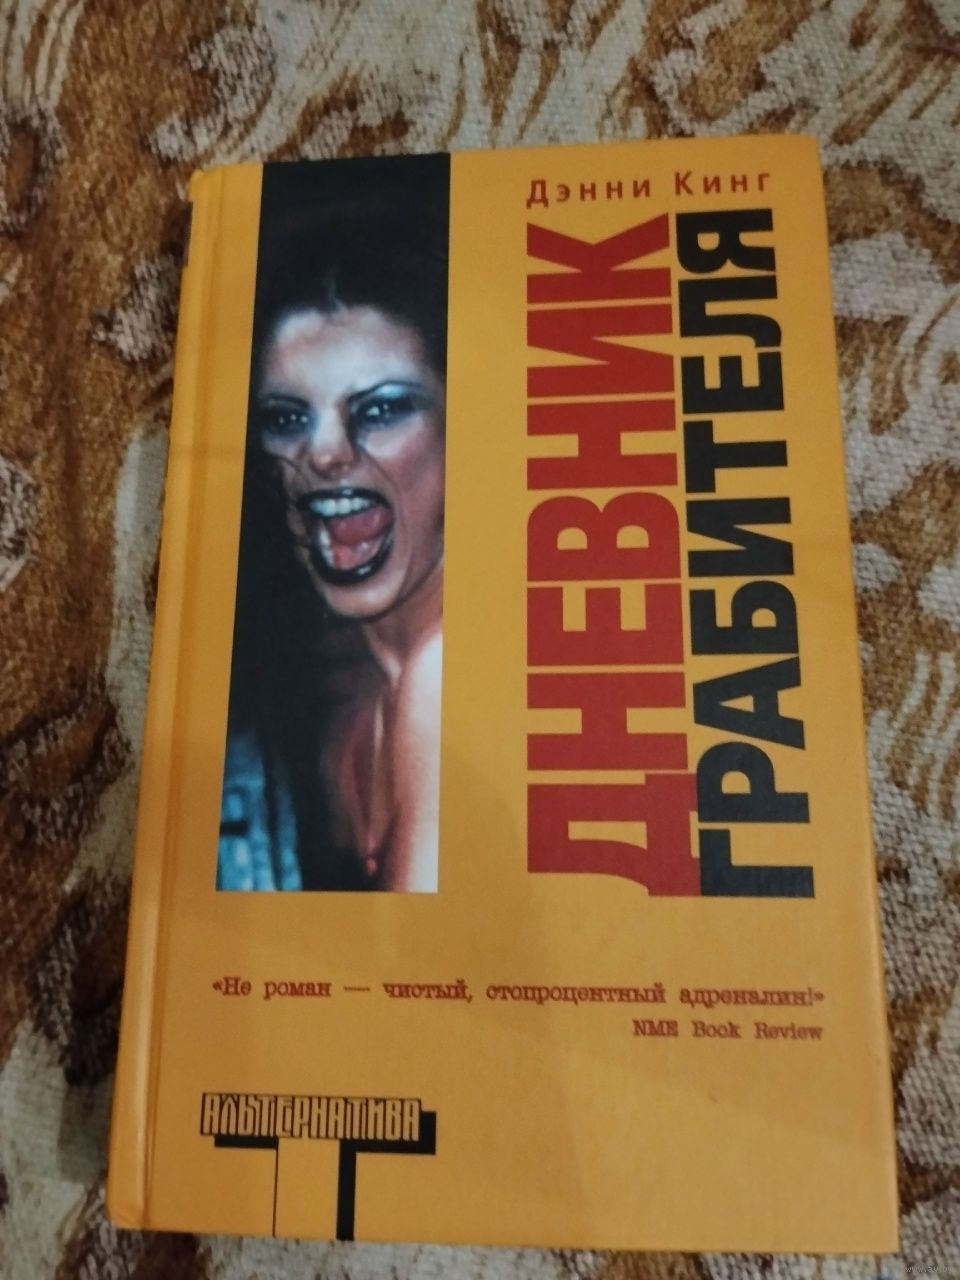 Дэнни Кинг
ДНЕВНИК
ГРАБИТЕЛЯ
«Не роман — чистый, стопроцентный адреналин!»
NME Book Review
АЛЬТЕРНАТИВА